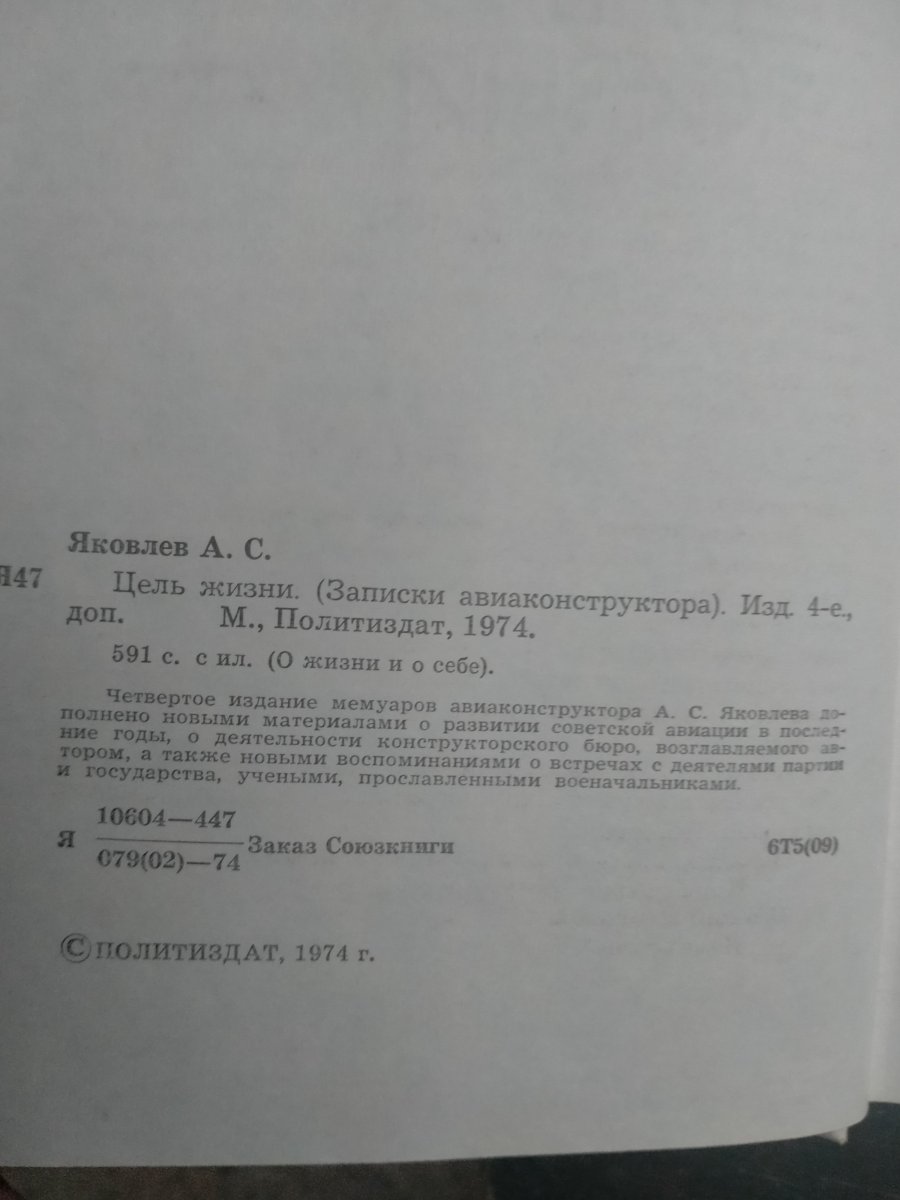 Яковлев А. С.
Я47 Цель жизни. (Записки авиаконструктора). Изд. 4-е.,
доп. М., Политиздат, 1974.
591 с. с ил. (О жизни и о себе).
Четвертое издание мемуаров авиаконструктора А. С. Яковлева до-
полнено новыми материалами о развитии советской авиации в послед-
ние годы, о деятельности конструкторского бюро, возглавляемого ав-
тором, а также новыми воспоминаниями о встречах с деятелями партии
и государства, учеными, прославленными военачальниками.
10604—447
Я Заказ Союзкниги 6Т5(09)
079(02)—74
© ПОЛИТИЗДАТ, 1974 г.